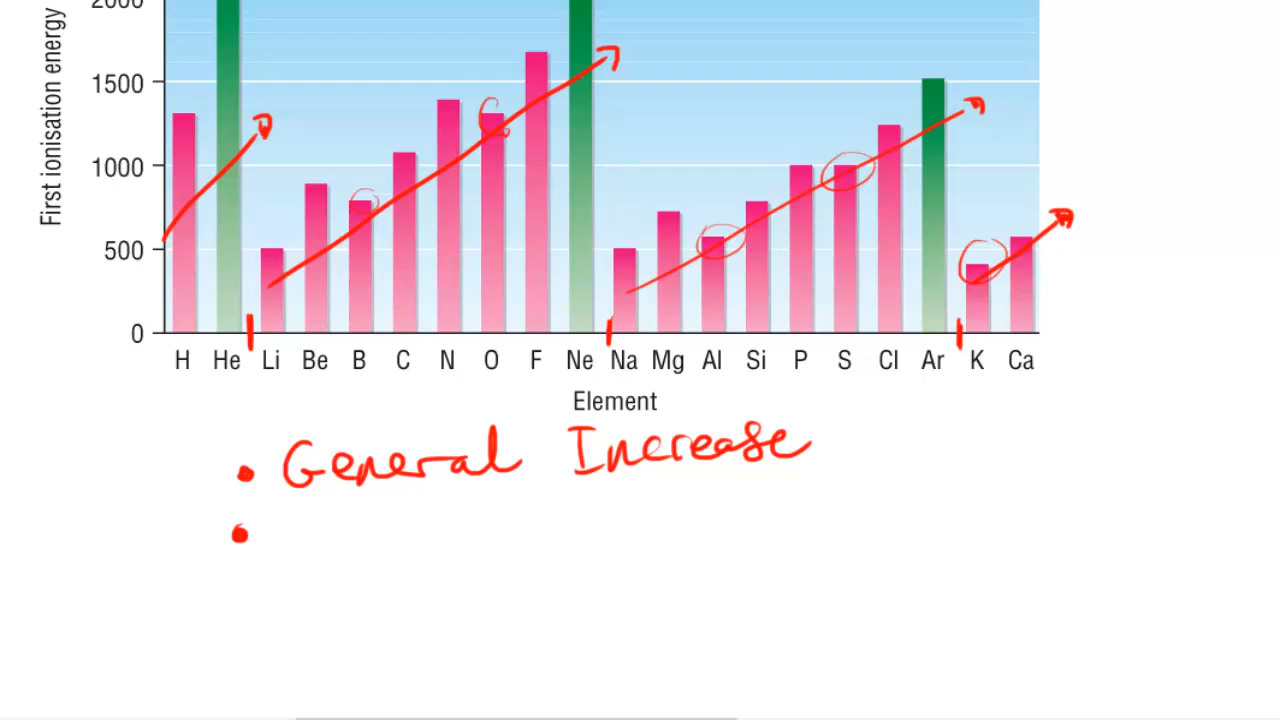 2000
First ionisation energy
1500
1000
500
0
H He Li Be B C N O F Ne Na Mg Al Si P S Cl Ar K Ca
Element
• General Increase
•